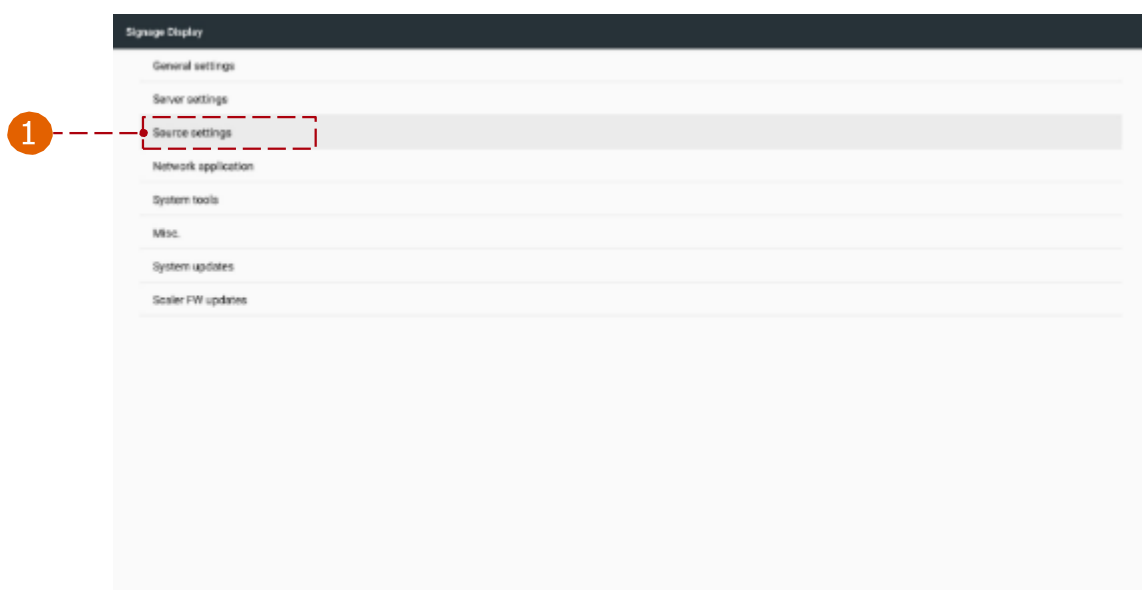 Signage Display
General settings
Server settings
1
Source settings
Network application
System tools
Misc.
System updates
Scaler FW updates